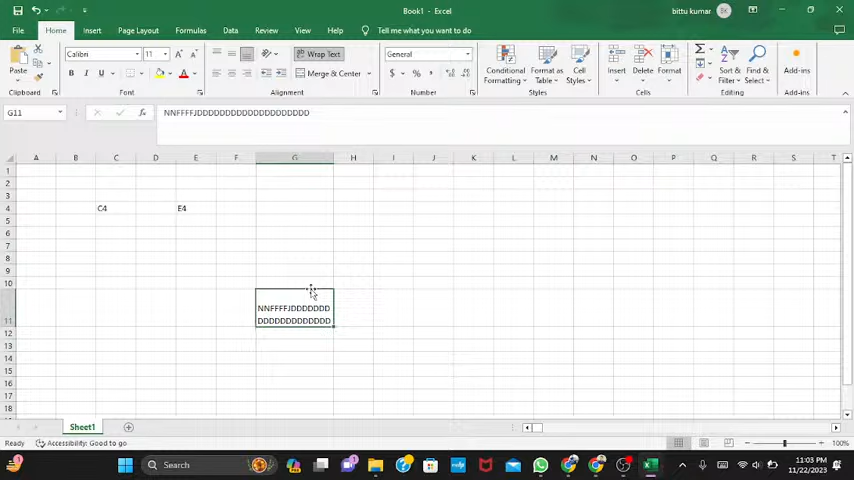 Book1 - Excel
bittu kumar
BK
File Home Insert Page Layout Formulas Data Review View Help Tell me what you want to do
Calibri 11 Wrap Text General
Paste B I U Merge & Center $ % Conditional Formatting Format as Table Cell Styles Insert Delete Format Sort & Filter Find & Select Add-ins
Clipboard Font Alignment Number Styles Cells Editing Add-ins
G11 fx
A B C D E F G H I J K L M N O P Q R S T
1
2
3
4 C4 E4
5
6
7
8
9
10
NNFFFFJDDDDDDD
11 DDDDDDDDDDDDD
12
13
14
15
16
17
18
Sheet1
Ready Accessibility: Good to go 100%
Search
11:03 PM
11/22/2023